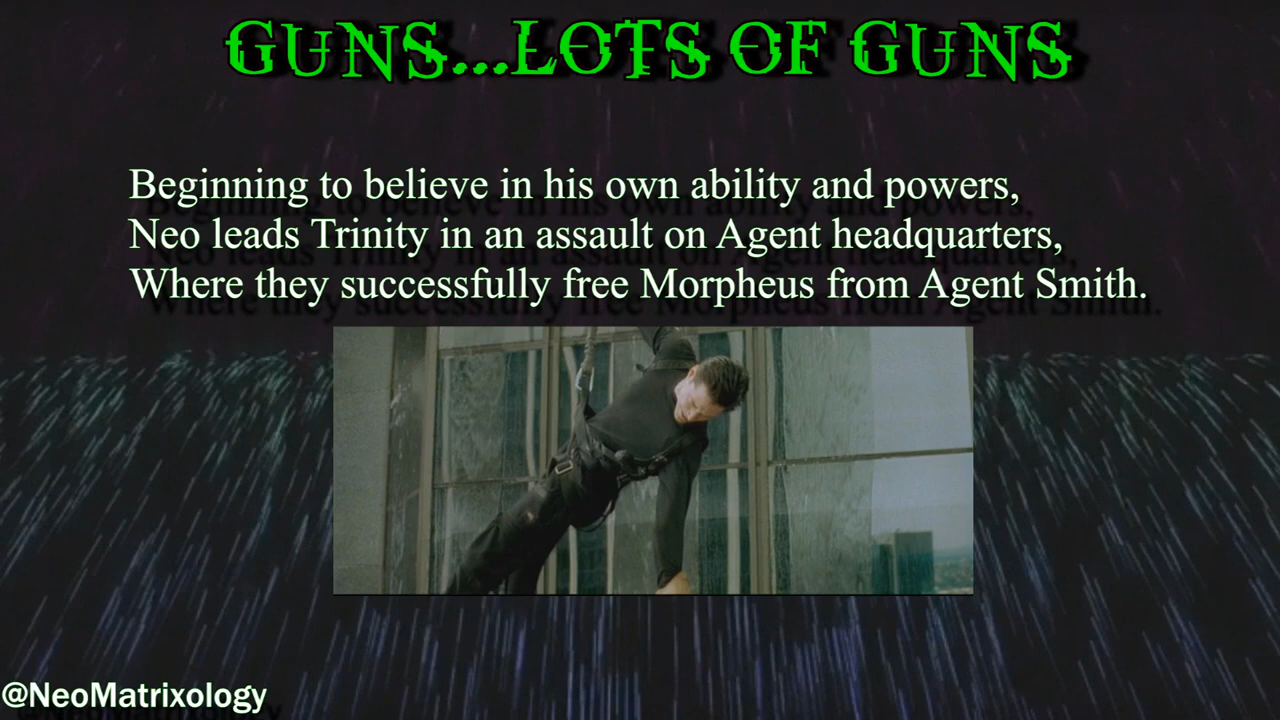 GUNS...LOTS OF GUNS
Beginning to believe in his own ability and powers,
Neo leads Trinity in an assault on Agent headquarters,
Where they successfully free Morpheus from Agent Smith.
@NeoMatrixology